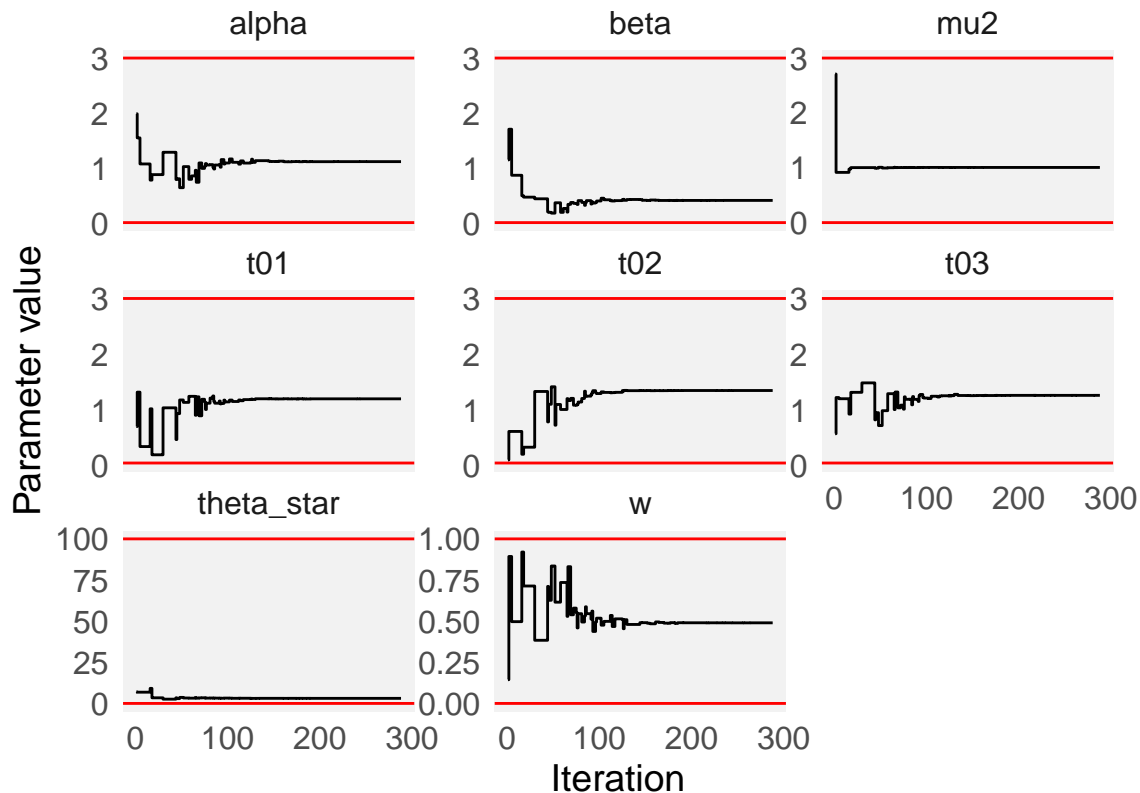 alpha beta mu2
3 3 3
2 2 2
1 1 1
0 0 0
t01 t02 t03
3 3 3
2 2 2
1 1 1
0 0 0
0 100 200 300
theta_star w
100 1.00
75 0.75
50 0.50
25 0.25
0 0.00
0 100 200 300 0 100 200 300
Parameter value
Iteration